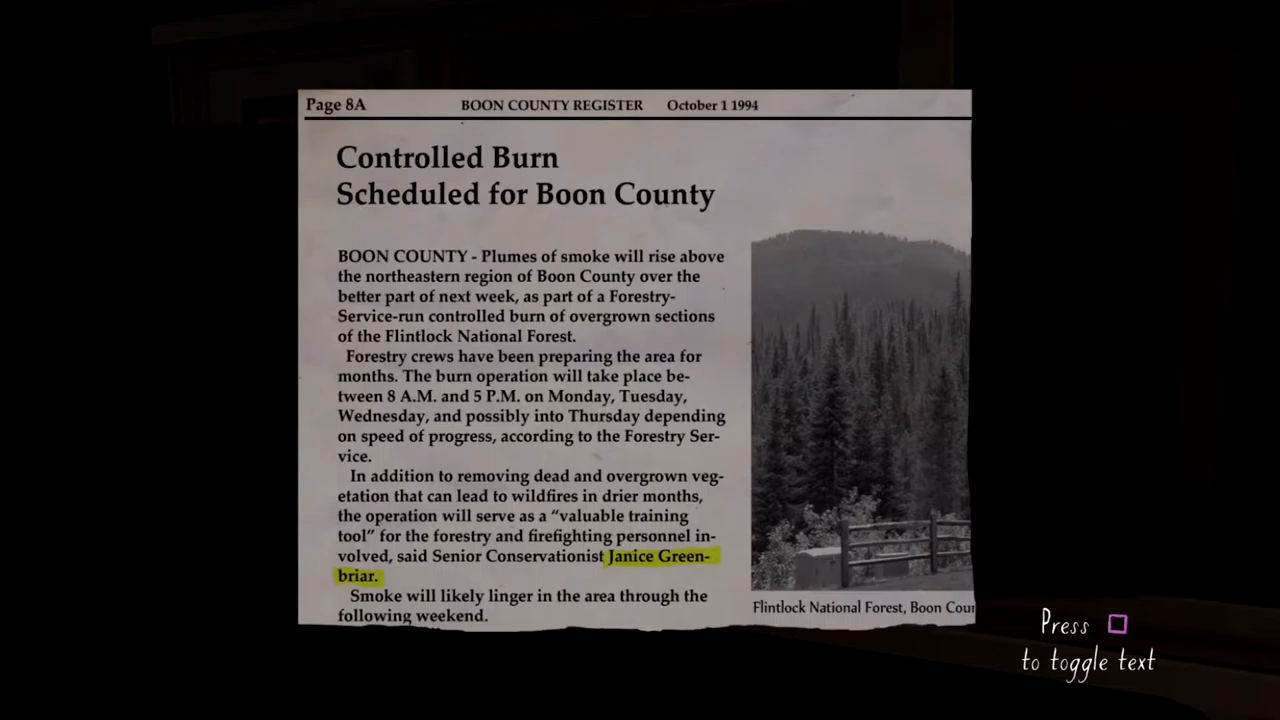 Page 8A BOON COUNTY REGISTER October 1 1994
Controlled Burn
Scheduled for Boon County
BOON COUNTY - Plumes of smoke will rise above
the northeastern region of Boon County over the
better part of next week, as part of a Forestry-
Service-run controlled burn of overgrown sections
of the Flintlock National Forest.
Forestry crews have been preparing the area for
months. The burn operation will take place be-
tween 8 A.M. and 5 P.M. on Monday, Tuesday,
Wednesday, and possibly into Thursday depending
on speed of progress, according to the Forestry Ser-
vice.
In addition to removing dead and overgrown veg-
etation that can lead to wildfires in drier months,
the operation will serve as a “valuable training
tool” for the forestry and firefighting personnel in-
volved, said Senior Conservationist Janice Green-
briar.
Smoke will likely linger in the area through the
following weekend.
Flintlock National Forest, Boon Coun
Press
to toggle text